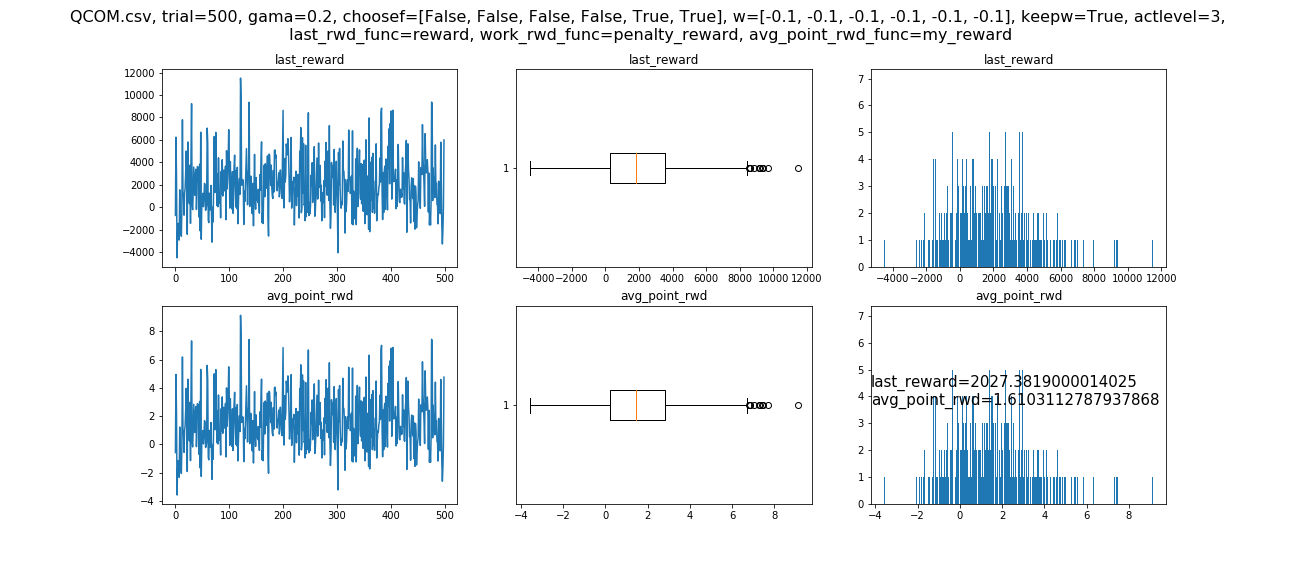 QCOM.csv, trial=500, gama=0.2, choosef=[False, False, False, False, True, True], w=[-0.1, -0.1, -0.1, -0.1, -0.1, -0.1], keepw=True, actlevel=3,
last_rwd_func=reward, work_rwd_func=penalty_reward, avg_point_rwd_func=my_reward
last_reward
12000
10000
8000
6000
4000
2000
0
−2000
−4000
0 100 200 300 400 500
last_reward
1
−4000 −2000 0 2000 4000 6000 8000 10000 12000
last_reward
7
6
5
4
3
2
1
0
−4000 −2000 0 2000 4000 6000 8000 10000 12000
avg_point_rwd
8
6
4
2
0
−2
−4
0 100 200 300 400 500
avg_point_rwd
1
−4 −2 0 2 4 6 8
avg_point_rwd
7
6
5
4
3
2
1
0
last_reward=2027.3819000014025
avg_point_rwd=1.6103112787937868
−4 −2 0 2 4 6 8